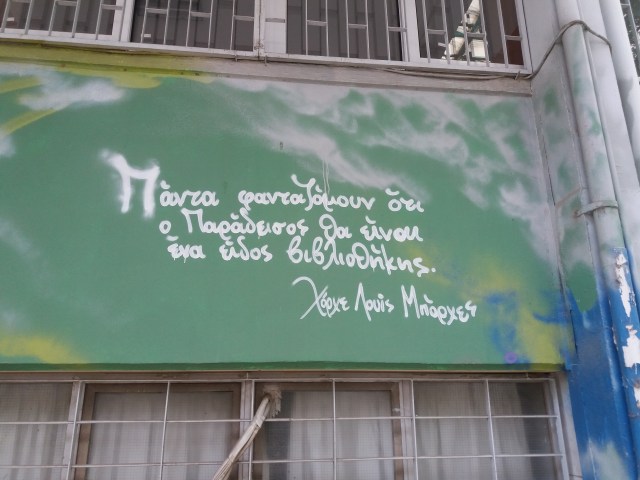 Πάντα φανταζόμουν ότι
ο Παράδεισος θα είναι
ένα είδος βιβλιοθήκης.
Χόρχε Λουίς Μπόρχες